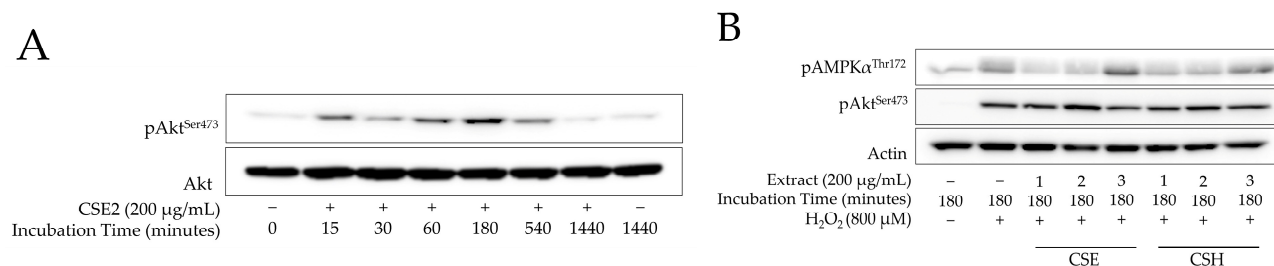 A
pAkt^Ser473
Akt
CSE2 (200 µg/mL) − + + + + + + −
Incubation Time (minutes) 0 15 30 60 180 540 1440 1440
B
pAMPKα^Thr172
pAkt^Ser473
Actin
Extract (200 µg/mL) − − 1 2 3 1 2 3
Incubation Time (minutes) 180 180 180 180 180 180 180 180
H₂O₂ (800 µM) − + + + + + + +
CSE CSH